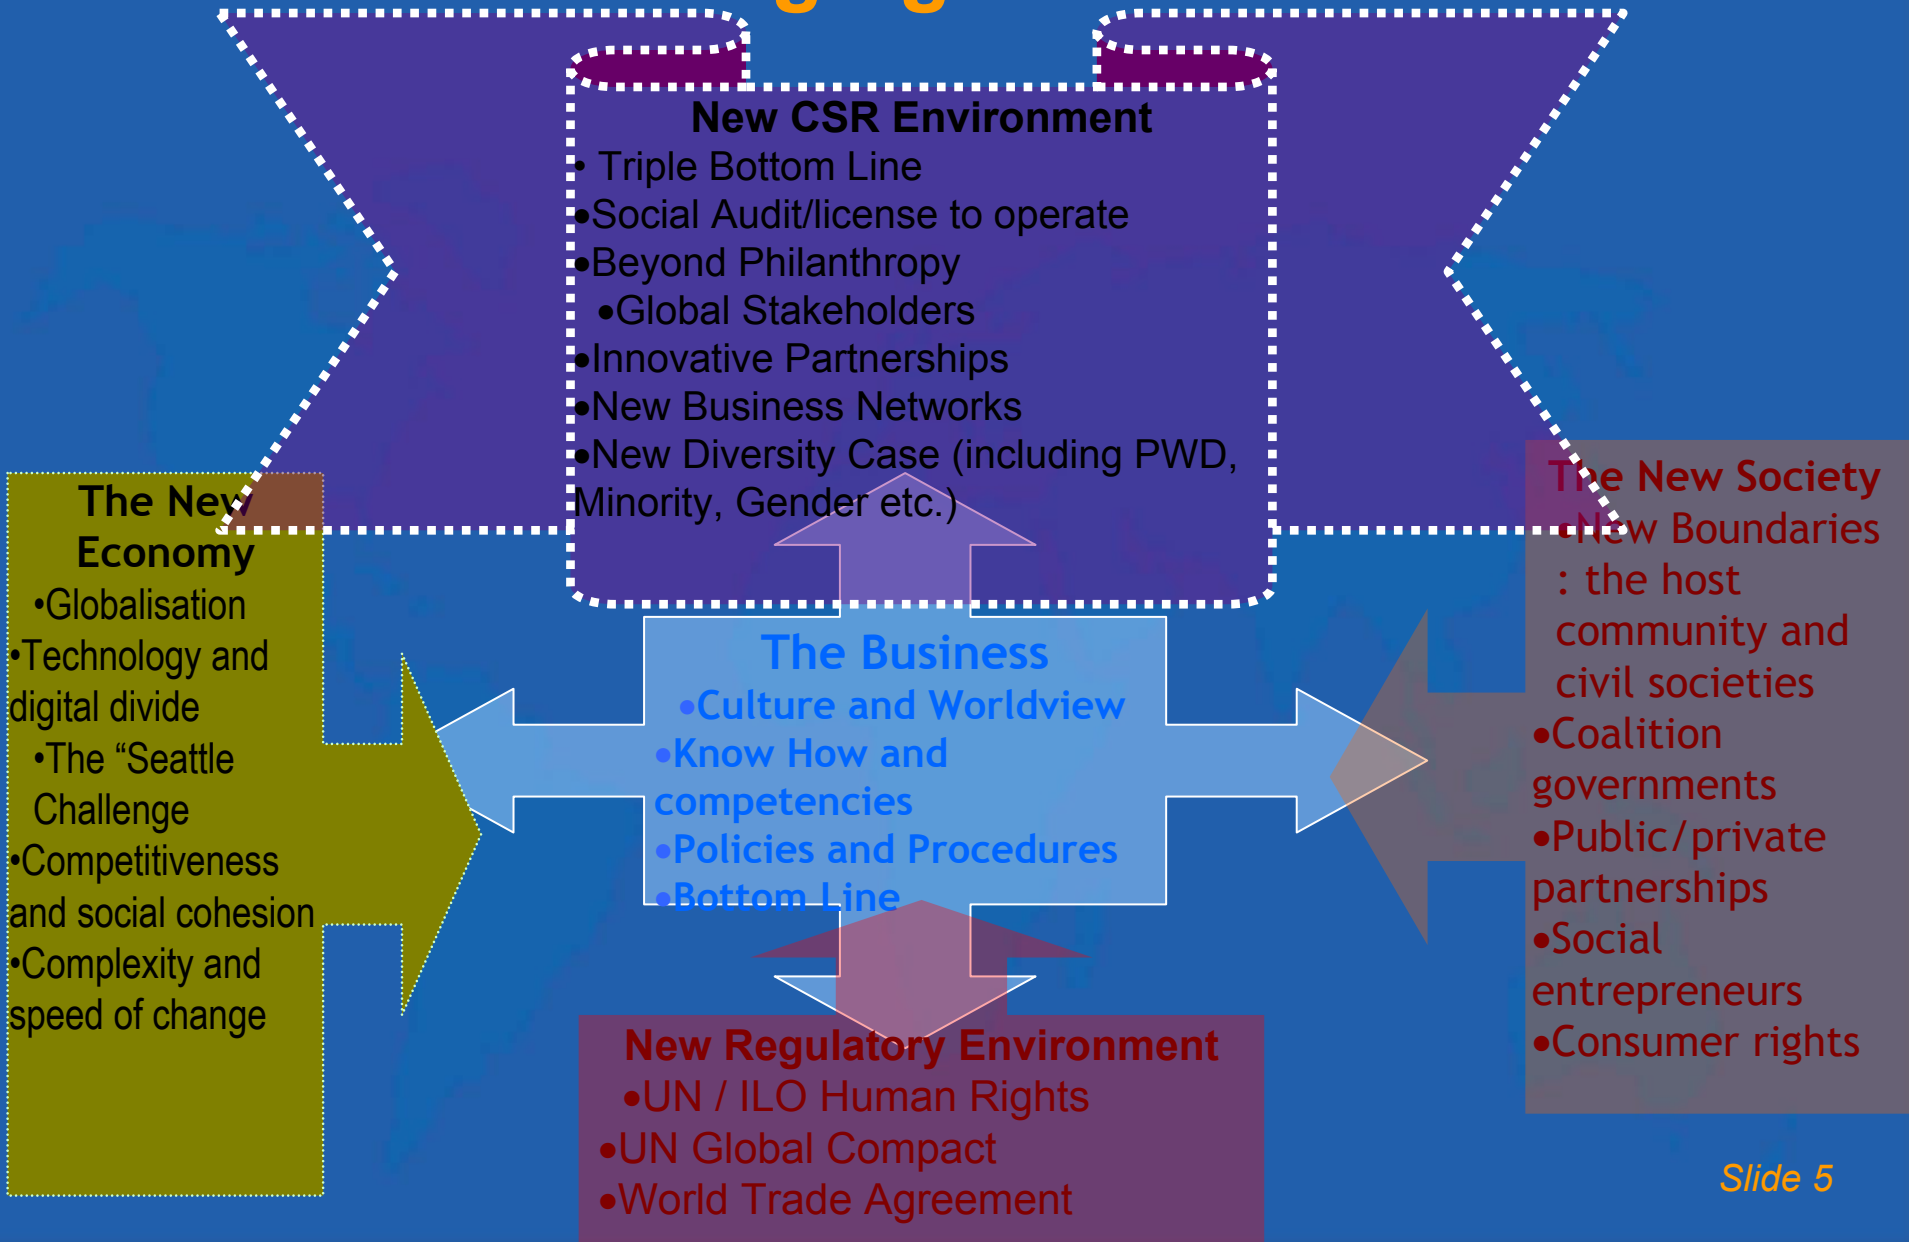 New CSR Environment
• Triple Bottom Line
•Social Audit/license to operate
•Beyond Philanthropy
•Global Stakeholders
•Innovative Partnerships
•New Business Networks
•New Diversity Case (including PWD,
Minority, Gender etc.)
The New
Economy
•Globalisation
•Technology and
digital divide
•The “Seattle
Challenge
•Competitiveness
and social cohesion
•Complexity and
speed of change
The Business
•Culture and Worldview
•Know How and
competencies
•Policies and Procedures
•Bottom Line
The New Society
•New Boundaries
: the host
community and
civil societies
•Coalition
governments
•Public/private
partnerships
•Social
entrepreneurs
•Consumer rights
New Regulatory Environment
•UN / ILO Human Rights
•UN Global Compact
•World Trade Agreement
Slide 5